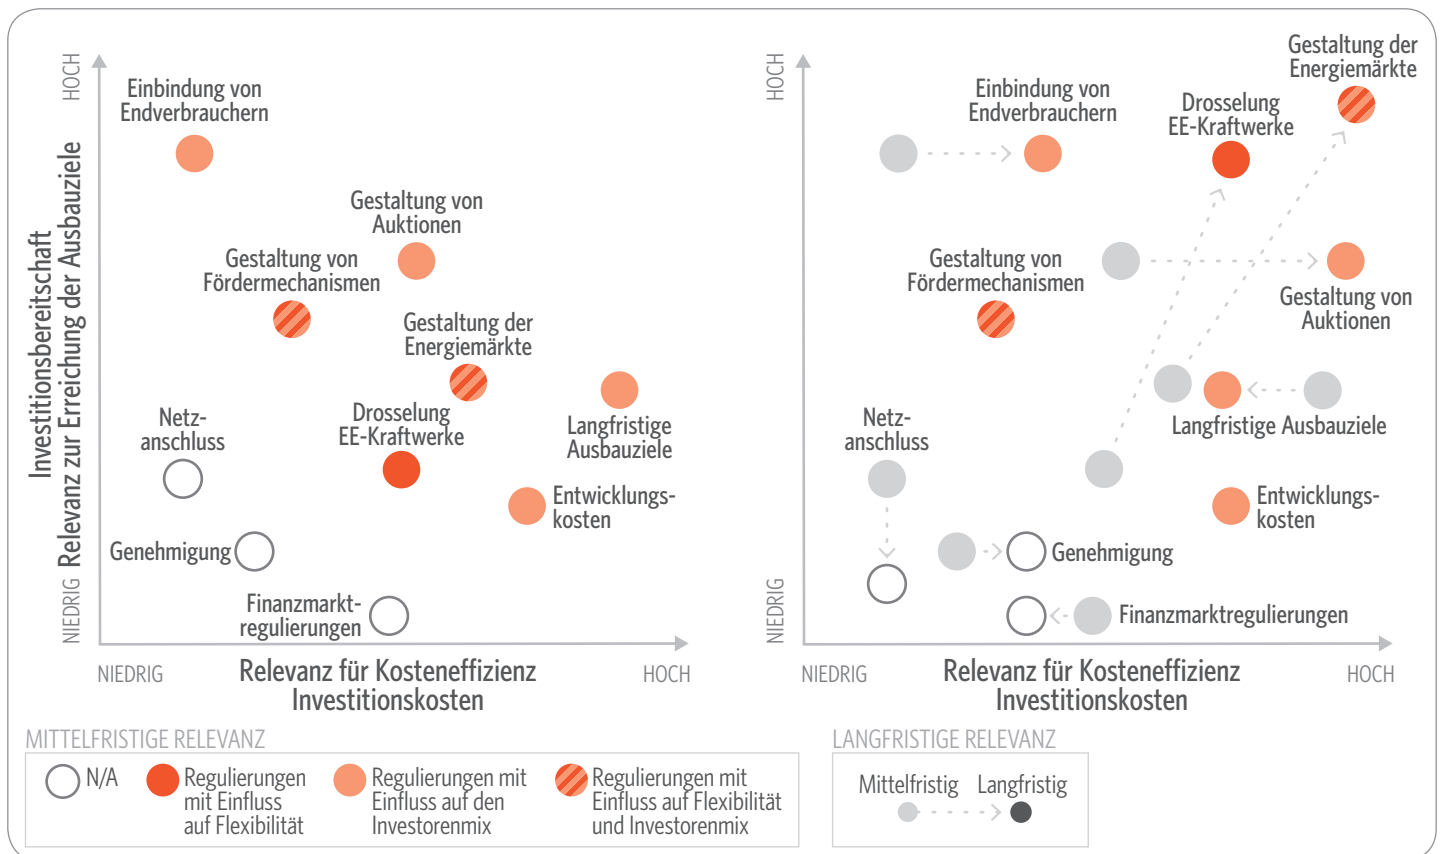 HOCH
Investitionsbereitschaft
Relevanz zur Erreichung der Ausbauziele
NIEDRIG
Einbindung von
Endverbrauchern
Gestaltung von
Auktionen
Gestaltung von
Fördermechanismen
Gestaltung der
Energiemärkte
Netz-
anschluss
Drosselung
EE-Kraftwerke
Langfristige
Ausbauziele
Entwicklungs-
kosten
Genehmigung
Finanzmarkt-
regulierungen
NIEDRIG
Relevanz für Kosteneffizienz
Investitionskosten
HOCH
HOCH
NIEDRIG
Gestaltung der
Energiemärkte
Einbindung von
Endverbrauchern
Drosselung
EE-Kraftwerke
Gestaltung von
Fördermechanismen
Gestaltung von
Auktionen
Netz-
anschluss
Langfristige Ausbauziele
Entwicklungs-
kosten
Genehmigung
Finanzmarktregulierungen
NIEDRIG
Relevanz für Kosteneffizienz
Investitionskosten
HOCH
MITTELFRISTIGE RELEVANZ
N/A
Regulierungen
mit Einfluss
auf Flexibilität
Regulierungen mit
Einfluss auf den
Investorenmix
Regulierungen mit
Einfluss auf Flexibilität
und Investorenmix
LANGFRISTIGE RELEVANZ
Mittelfristig
Langfristig